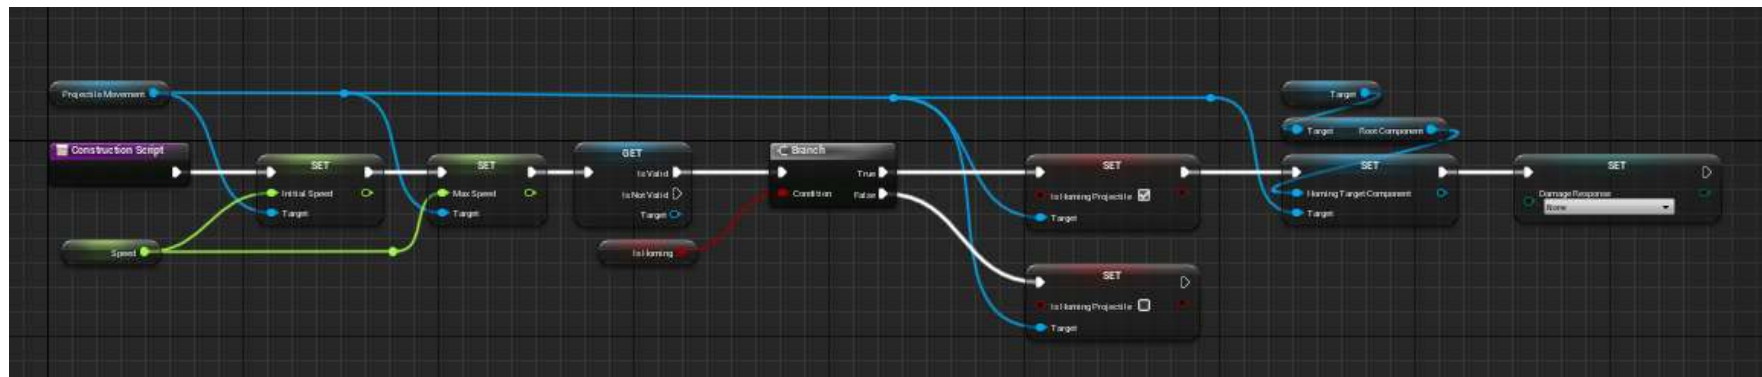 Projectile Movement
Construction Script
SET
Initial Speed
Target
Speed
SET
Max Speed
Target
GET
Is Valid
Is Not Valid
Target
Is Homing
Branch
True
Condition
False
SET
Is Homing Projectile
Target
SET
Is Homing Projectile
Target
Target
Target Root Component
SET
Homing Target Component
Target
SET
Damage Response
None